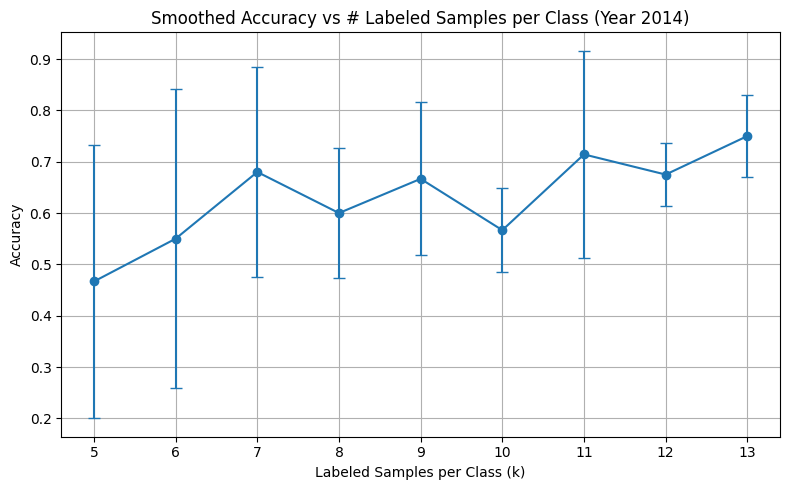 Smoothed Accuracy vs # Labeled Samples per Class (Year 2014)
Accuracy
0.9
0.8
0.7
0.6
0.5
0.4
0.3
0.2
5 6 7 8 9 10 11 12 13
Labeled Samples per Class (k)